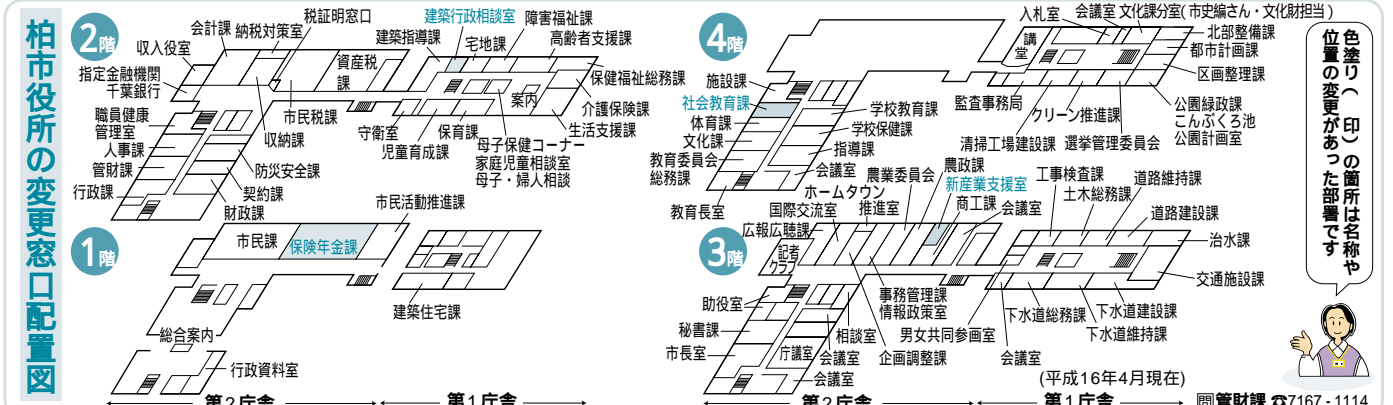 柏市役所の変更窓口配置図
2階
収入役室
会計課
納税対策室
税証明窓口
建築行政相談室
建築指導課
宅地課
障害福祉課
高齢者支援課
指定金融機関
千葉銀行
資産税
課
保健福祉総務課
案内
介護保険課
生活支援課
職員健康
管理室
人事課
管財課
行政課
収納課
市民税課
守衛室
児童育成課
保育課
母子保健コーナー
家庭児童相談室
母子・婦人相談
防災安全課
契約課
財政課
1階
市民課
保険年金課
市民活動推進課
建築住宅課
総合案内
行政資料室
第2庁舎
第1庁舎
4階
入札室
会議室
文化課分室(市史編さん・文化財担当)
講
堂
北部整備課
都市計画課
区画整理課
公園緑政課
こんぶくろ池
公園計画室
施設課
社会教育課
体育課
文化課
教育委員会
総務課
教育長室
学校教育課
学校保健課
指導課
会議室
監査事務局
清掃工場建設課
クリーン推進課
選挙管理委員会
3階
広報広聴課
国際交流室
ホームタウン
推進室
農業委員会
農政課
新産業支援室
商工課
会議室
工事検査課
土木総務課
道路維持課
道路建設課
治水課
交通施設課
記者
クラブ
助役室
秘書課
市長室
庁議室
会議室
会議室
相談室
企画調整課
事務管理課
情報政策室
男女共同参画室
会議室
下水道総務課
下水道維持課
下水道建設課
(平成16年4月現在)
第2庁舎
第1庁舎
問管財課 ☎7167-1114
色塗り( 印)の箇所は名称や
位置の変更があった部署です